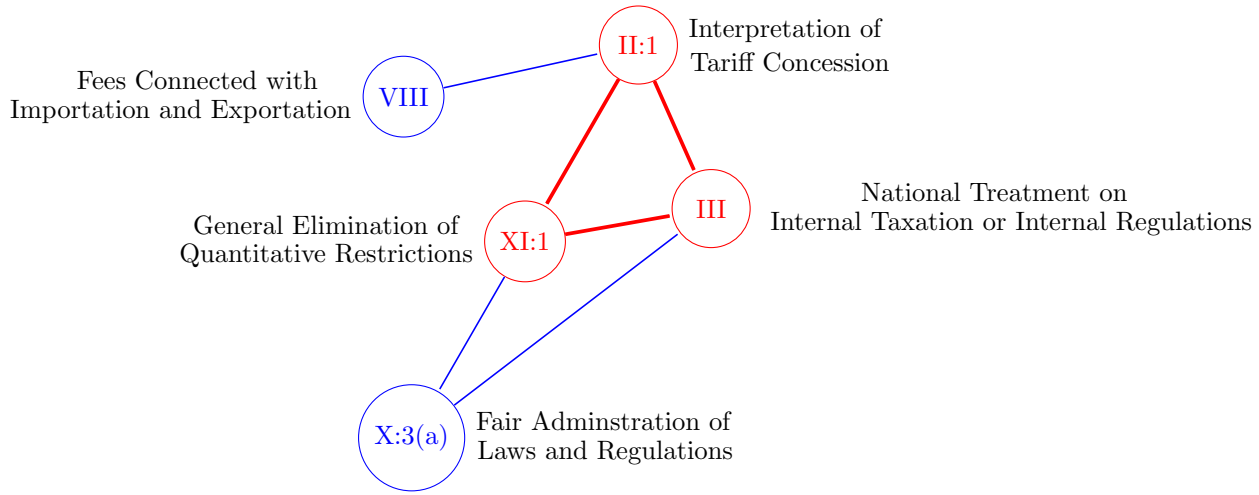 II:1
Interpretation of
Tariff Concession
Fees Connected with
Importation and Exportation
VIII
National Treatment on
Internal Taxation or Internal Regulations
III
General Elimination of
Quantitative Restrictions
XI:1
X:3(a)
Fair Adminstration of
Laws and Regulations